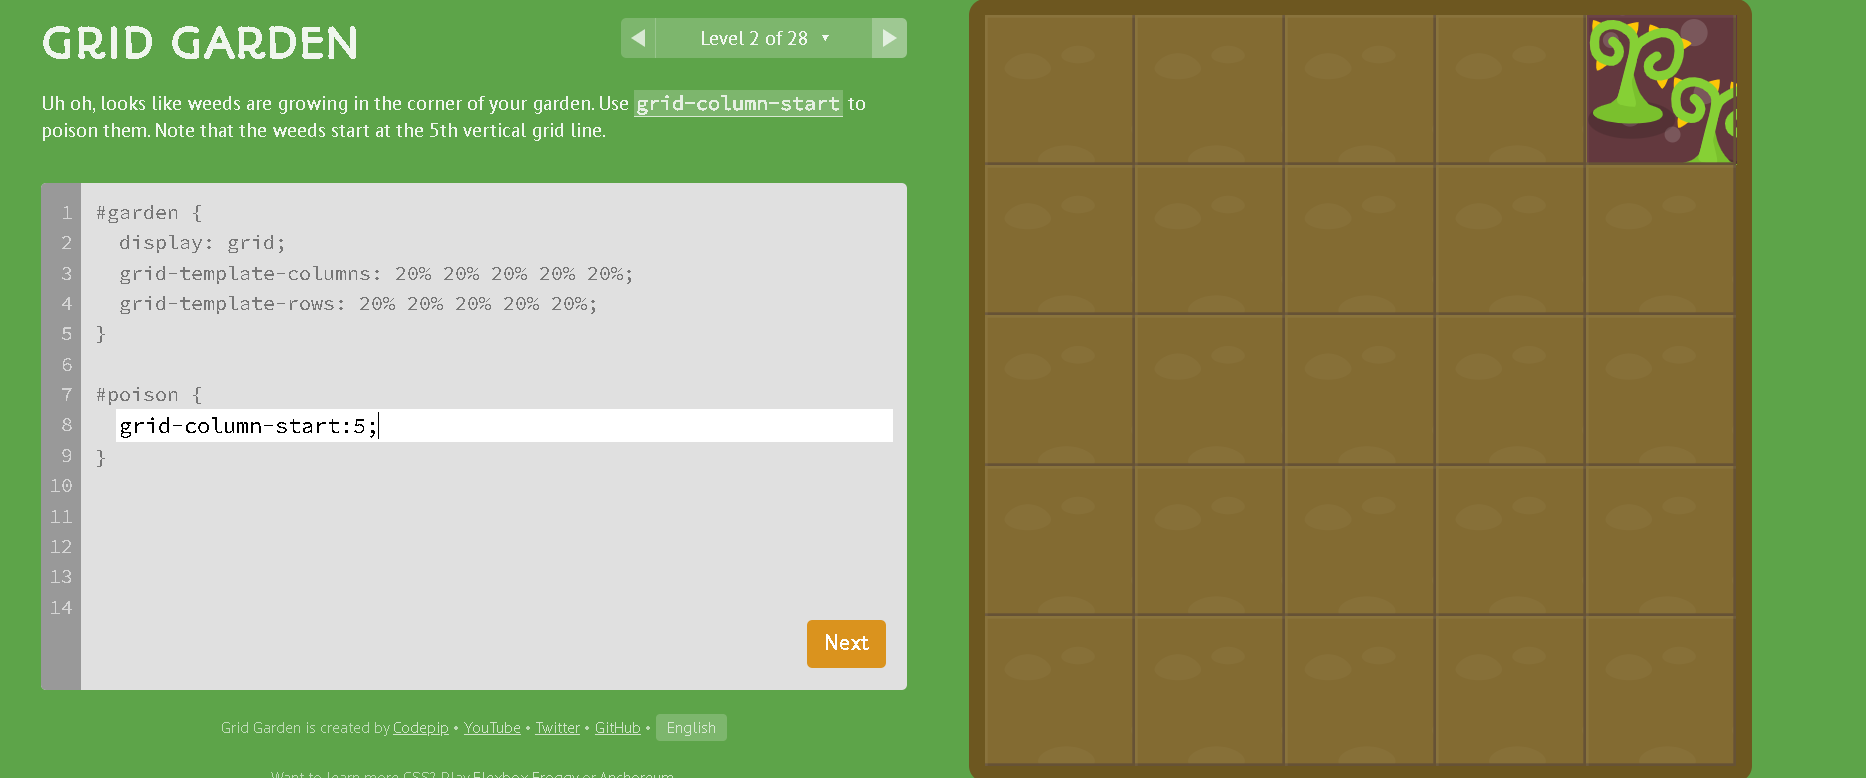 GRID GARDEN
Level 2 of 28 ▼
Uh oh, looks like weeds are growing in the corner of your garden. Use grid-column-start to
poison them. Note that the weeds start at the 5th vertical grid line.
1 #garden {
2 display: grid;
3 grid-template-columns: 20% 20% 20% 20% 20%;
4 grid-template-rows: 20% 20% 20% 20% 20%;
5 }
6
7 #poison {
8 grid-column-start:5;
9 }
10
11
12
13
14
Next
Grid Garden is created by Codepip • YouTube • Twitter • GitHub • English
Want to learn more CSS? Play Flexbox Froggy or Anchoreum.